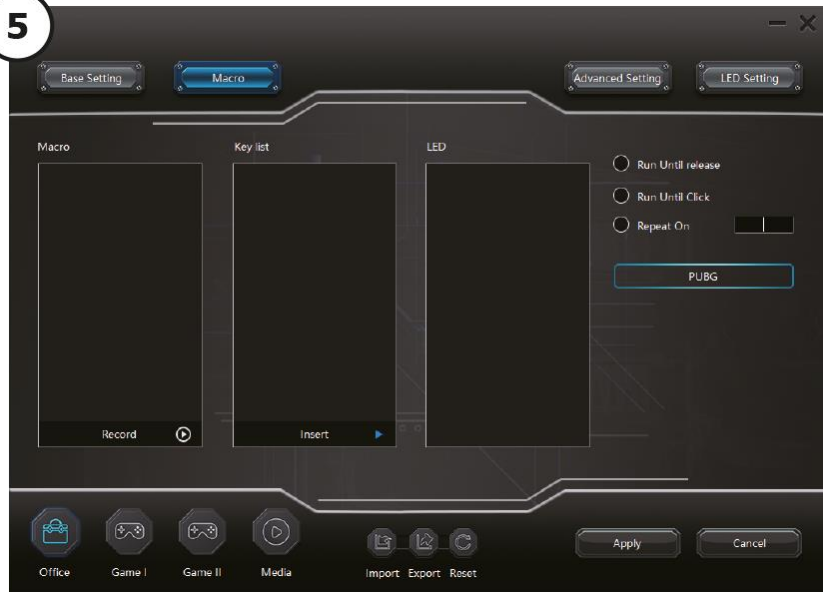 5
Base Setting Macro Advanced Setting LED Setting
Macro Key list LED
Run Until release
Run Until Click
Repeat On
PUBG
Record Insert
Apply Cancel
Office Game I Game II Media Import Export Reset